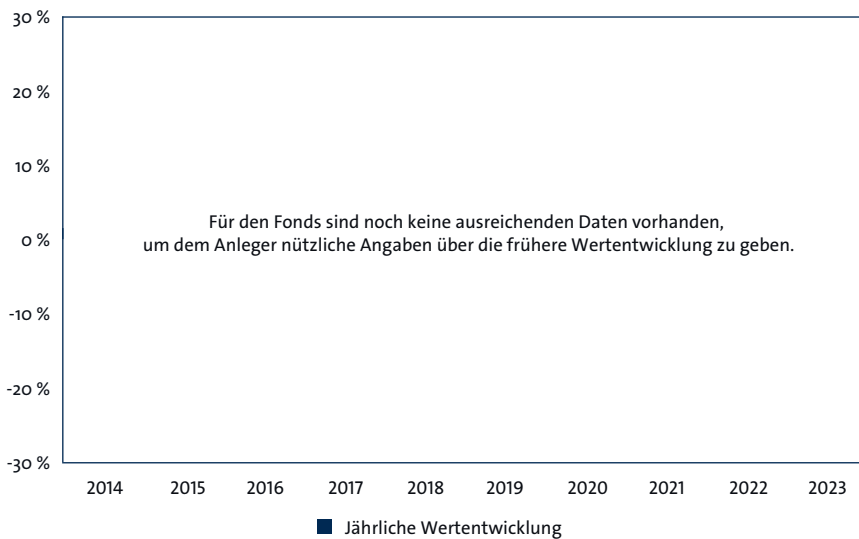 30 %
20 %
10 %
Für den Fonds sind noch keine ausreichenden Daten vorhanden,
0 %
um dem Anleger nützliche Angaben über die frühere Wertentwicklung zu geben.
-10 %
-20 %
-30 %
2014 2015 2016 2017 2018 2019 2020 2021 2022 2023
Jährliche Wertentwicklung